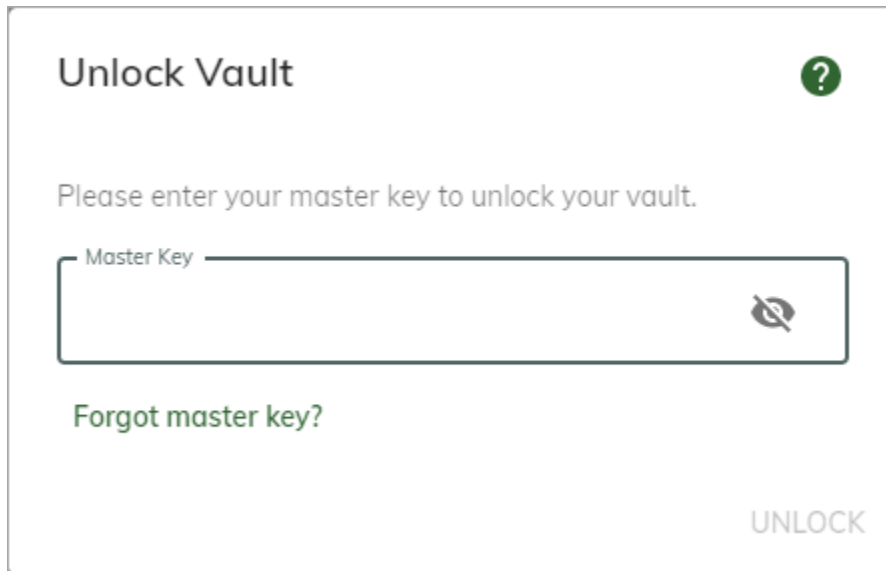 Unlock Vault
?
Please enter your master key to unlock your vault.
Master Key
Forgot master key?
UNLOCK